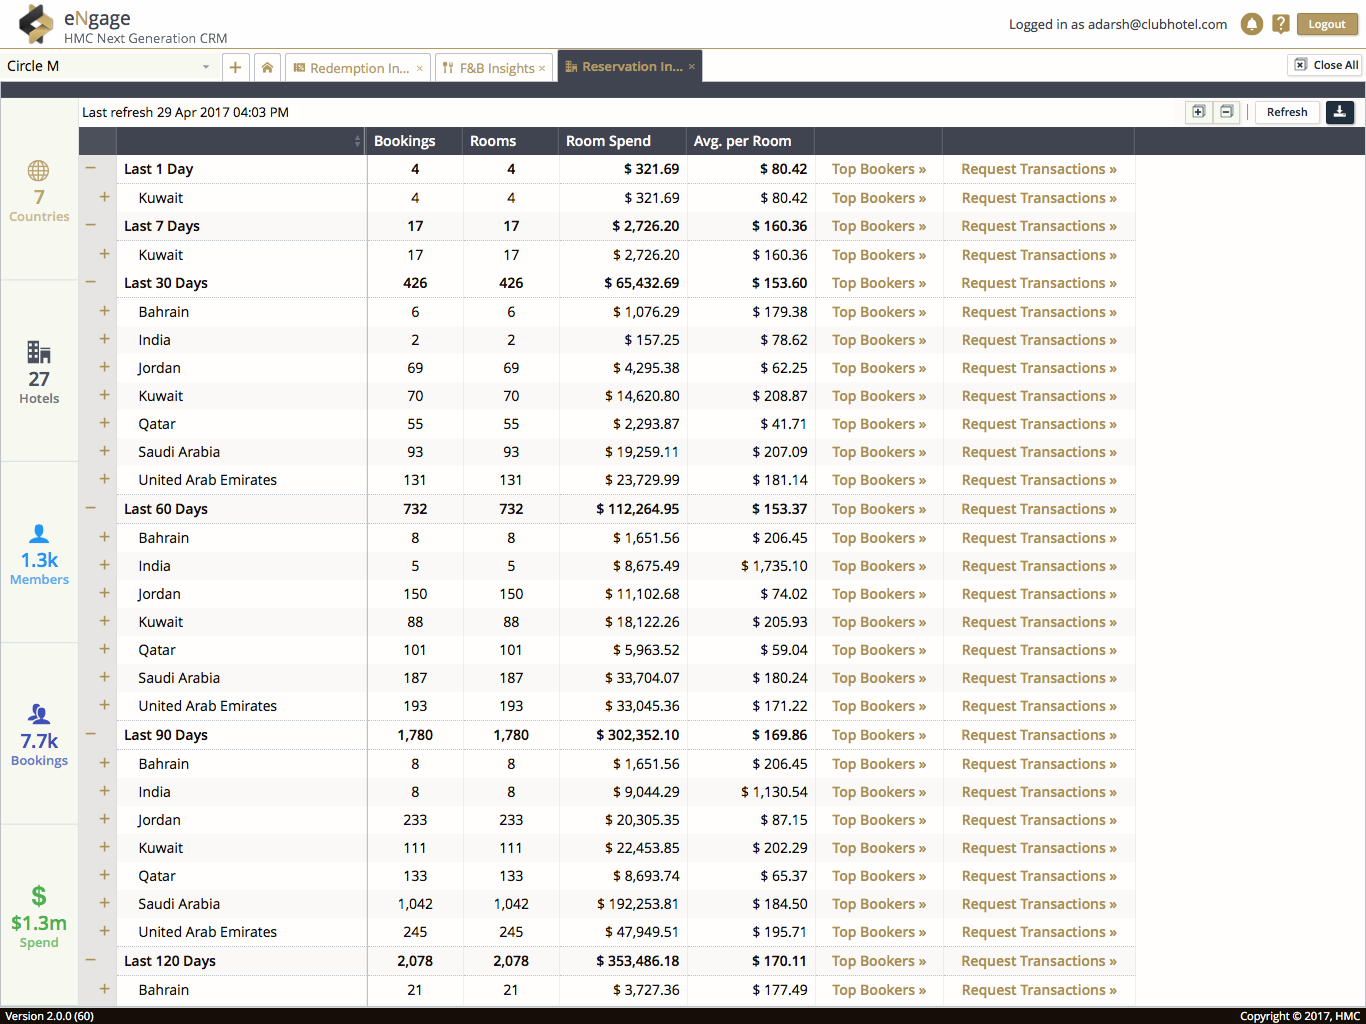 eNgage
HMC Next Generation CRM
Logged in as adarsh@clubhotel.com ? Logout
Circle M + Redemption In... × F&B Insights × Reservation In... × Close All
Last refresh 29 Apr 2017 04:03 PM Refresh
7
Countries
27
Hotels
1.3k
Members
7.7k
Bookings
$
$1.3m
Spend
Bookings Rooms Room Spend Avg. per Room
− Last 1 Day 4 4 $ 321.69 $ 80.42 Top Bookers » Request Transactions »
+ Kuwait 4 4 $ 321.69 $ 80.42 Top Bookers » Request Transactions »
− Last 7 Days 17 17 $ 2,726.20 $ 160.36 Top Bookers » Request Transactions »
+ Kuwait 17 17 $ 2,726.20 $ 160.36 Top Bookers » Request Transactions »
− Last 30 Days 426 426 $ 65,432.69 $ 153.60 Top Bookers » Request Transactions »
+ Bahrain 6 6 $ 1,076.29 $ 179.38 Top Bookers » Request Transactions »
+ India 2 2 $ 157.25 $ 78.62 Top Bookers » Request Transactions »
+ Jordan 69 69 $ 4,295.38 $ 62.25 Top Bookers » Request Transactions »
+ Kuwait 70 70 $ 14,620.80 $ 208.87 Top Bookers » Request Transactions »
+ Qatar 55 55 $ 2,293.87 $ 41.71 Top Bookers » Request Transactions »
+ Saudi Arabia 93 93 $ 19,259.11 $ 207.09 Top Bookers » Request Transactions »
+ United Arab Emirates 131 131 $ 23,729.99 $ 181.14 Top Bookers » Request Transactions »
− Last 60 Days 732 732 $ 112,264.95 $ 153.37 Top Bookers » Request Transactions »
+ Bahrain 8 8 $ 1,651.56 $ 206.45 Top Bookers » Request Transactions »
+ India 5 5 $ 8,675.49 $ 1,735.10 Top Bookers » Request Transactions »
+ Jordan 150 150 $ 11,102.68 $ 74.02 Top Bookers » Request Transactions »
+ Kuwait 88 88 $ 18,122.26 $ 205.93 Top Bookers » Request Transactions »
+ Qatar 101 101 $ 5,963.52 $ 59.04 Top Bookers » Request Transactions »
+ Saudi Arabia 187 187 $ 33,704.07 $ 180.24 Top Bookers » Request Transactions »
+ United Arab Emirates 193 193 $ 33,045.36 $ 171.22 Top Bookers » Request Transactions »
− Last 90 Days 1,780 1,780 $ 302,352.10 $ 169.86 Top Bookers » Request Transactions »
+ Bahrain 8 8 $ 1,651.56 $ 206.45 Top Bookers » Request Transactions »
+ India 8 8 $ 9,044.29 $ 1,130.54 Top Bookers » Request Transactions »
+ Jordan 233 233 $ 20,305.35 $ 87.15 Top Bookers » Request Transactions »
+ Kuwait 111 111 $ 22,453.85 $ 202.29 Top Bookers » Request Transactions »
+ Qatar 133 133 $ 8,693.74 $ 65.37 Top Bookers » Request Transactions »
+ Saudi Arabia 1,042 1,042 $ 192,253.81 $ 184.50 Top Bookers » Request Transactions »
+ United Arab Emirates 245 245 $ 47,949.51 $ 195.71 Top Bookers » Request Transactions »
− Last 120 Days 2,078 2,078 $ 353,486.18 $ 170.11 Top Bookers » Request Transactions »
+ Bahrain 21 21 $ 3,727.36 $ 177.49 Top Bookers » Request Transactions »
Version 2.0.0 (60) Copyright © 2017, HMC